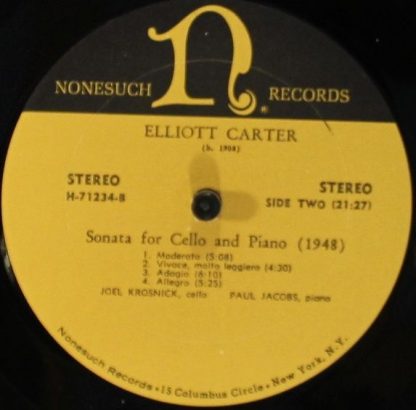 n
NONESUCH RECORDS
ELLIOTT CARTER
(b. 1908)
STEREO
H-71234-B
STEREO
SIDE TWO (21:27)
Sonata for Cello and Piano (1948)
1. Moderato (5:08)
2. Vivace, molto leggiero (4:30)
3. Adagio (6:10)
4. Allegro (5:25)
JOEL KROSNICK, cello PAUL JACOBS, piano
Nonesuch Records • 15 Columbus Circle • New York, N.Y.